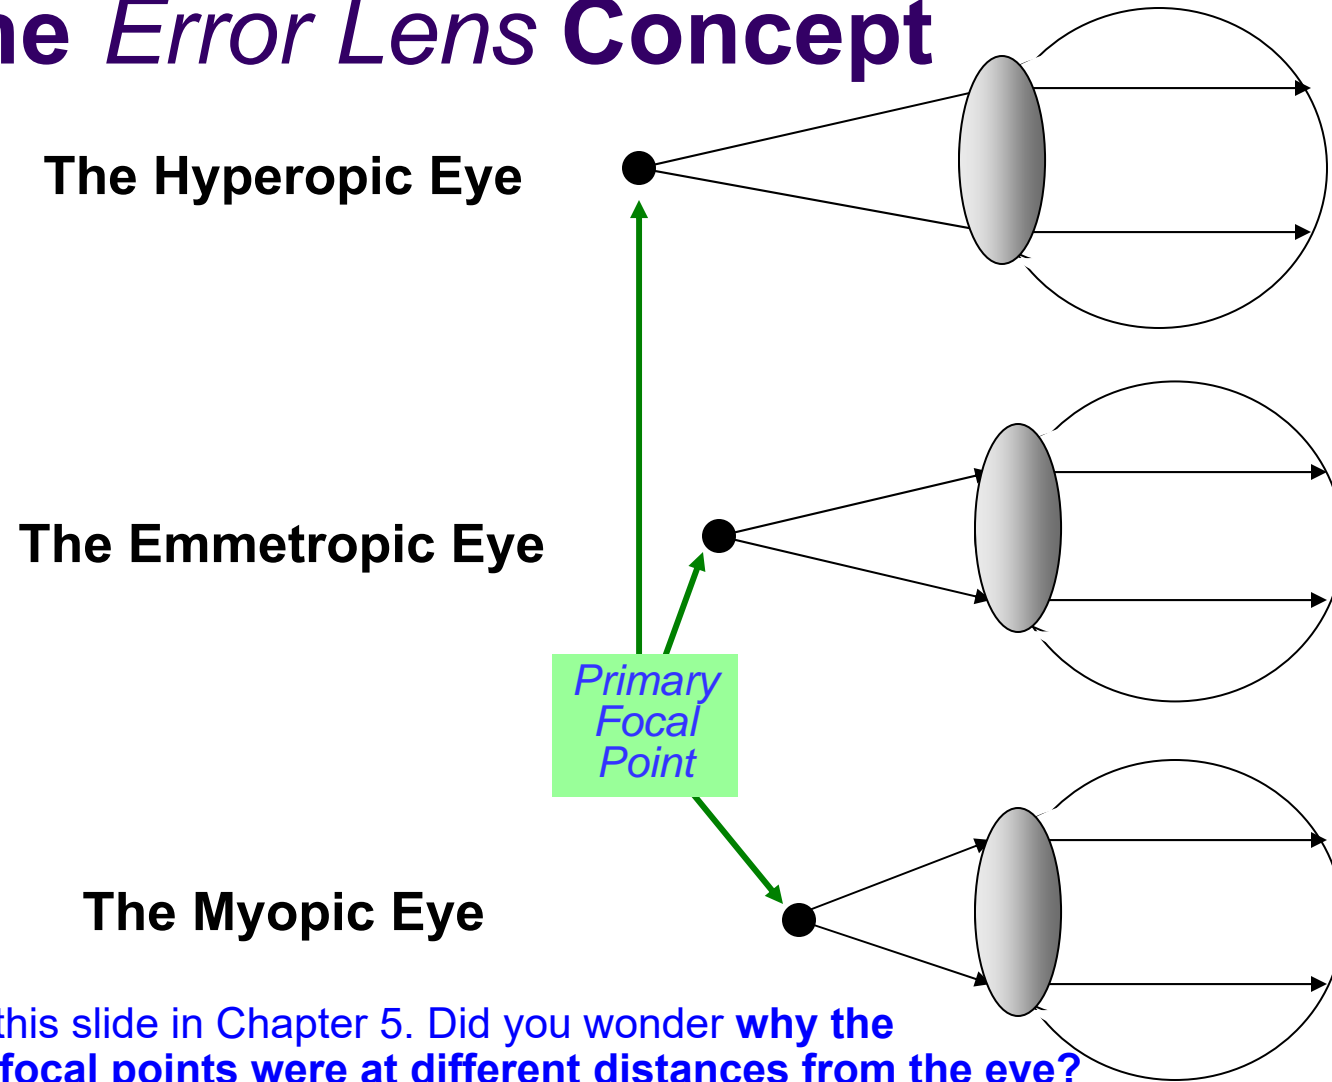 Error Lens Concept
The Hyperopic Eye
The Emmetropic Eye
Primary
Focal
Point
The Myopic Eye
this slide in Chapter 5. Did you wonder why the
focal points were at different distances from the eye?